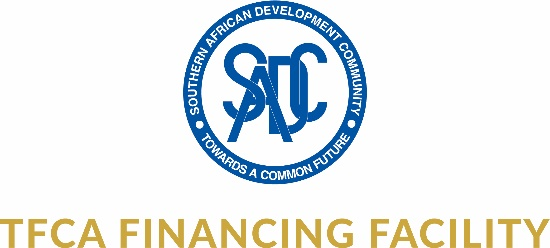 SOUTHERN AFRICAN DEVELOPMENT COMMUNITY
SADC
TOWARDS A COMMON FUTURE
TFCA FINANCING FACILITY